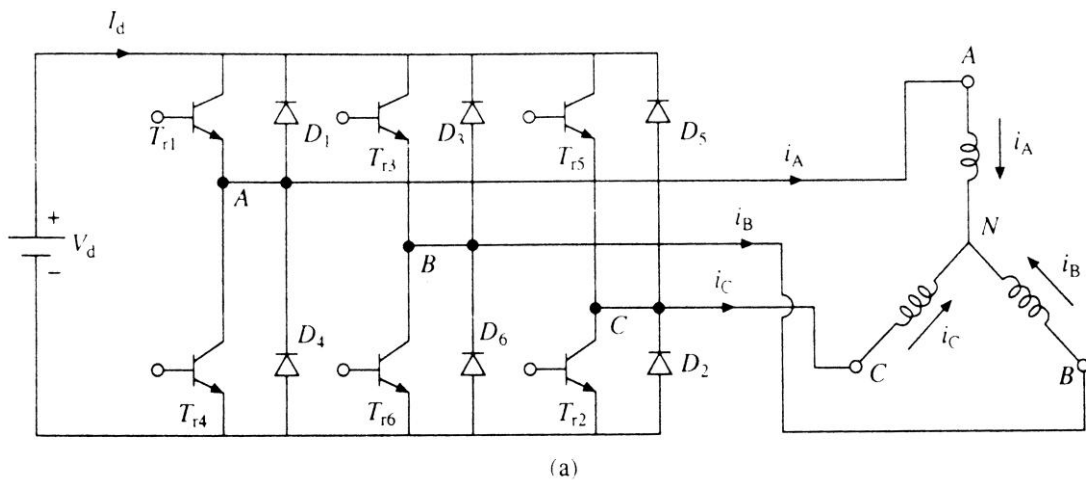 I_d
A
T_r1
D_1
T_r3
D_3
T_r5
D_5
i_A
i_A
A
+
V_d
-
B
i_B
N
i_B
i_C
C
i_C
D_4
D_6
D_2
C
B
T_r4
T_r6
T_r2
(a)